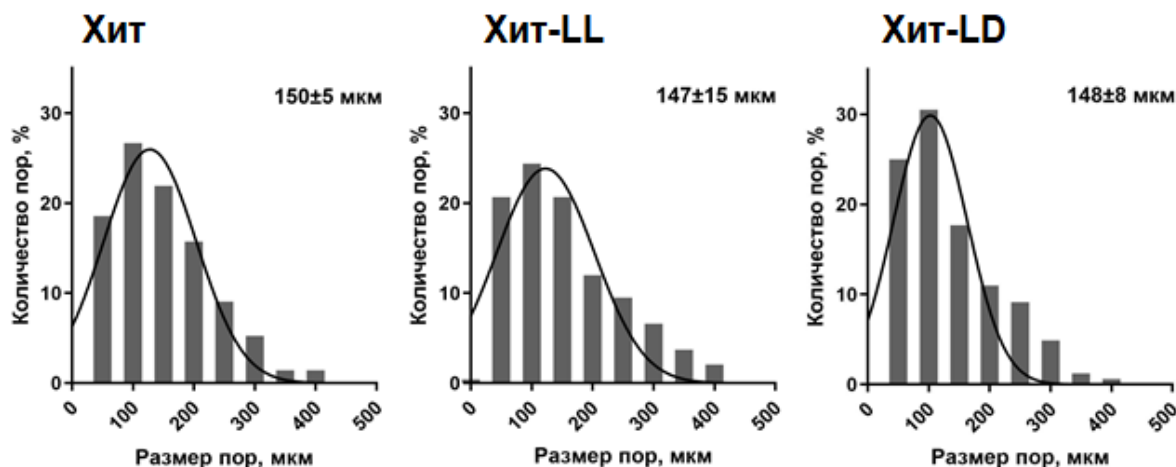 Хит
150±5 мкм
Количество пор, %
30
20
10
0
0 100 200 300 400 500
Размер пор, мкм
Хит-LL
147±15 мкм
Количество пор, %
30
20
10
0
0 100 200 300 400 500
Размер пор, мкм
Хит-LD
148±8 мкм
Количество пор, %
30
20
10
0
0 100 200 300 400 500
Размер пор, мкм